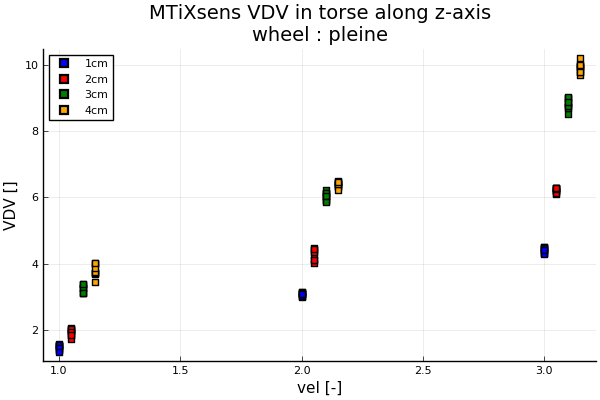 MTiXsens VDV in torse along z-axis
wheel : pleine
1cm
2cm
3cm
4cm
VDV []
10
8
6
4
2
1.0
1.5
2.0
2.5
3.0
vel [-]